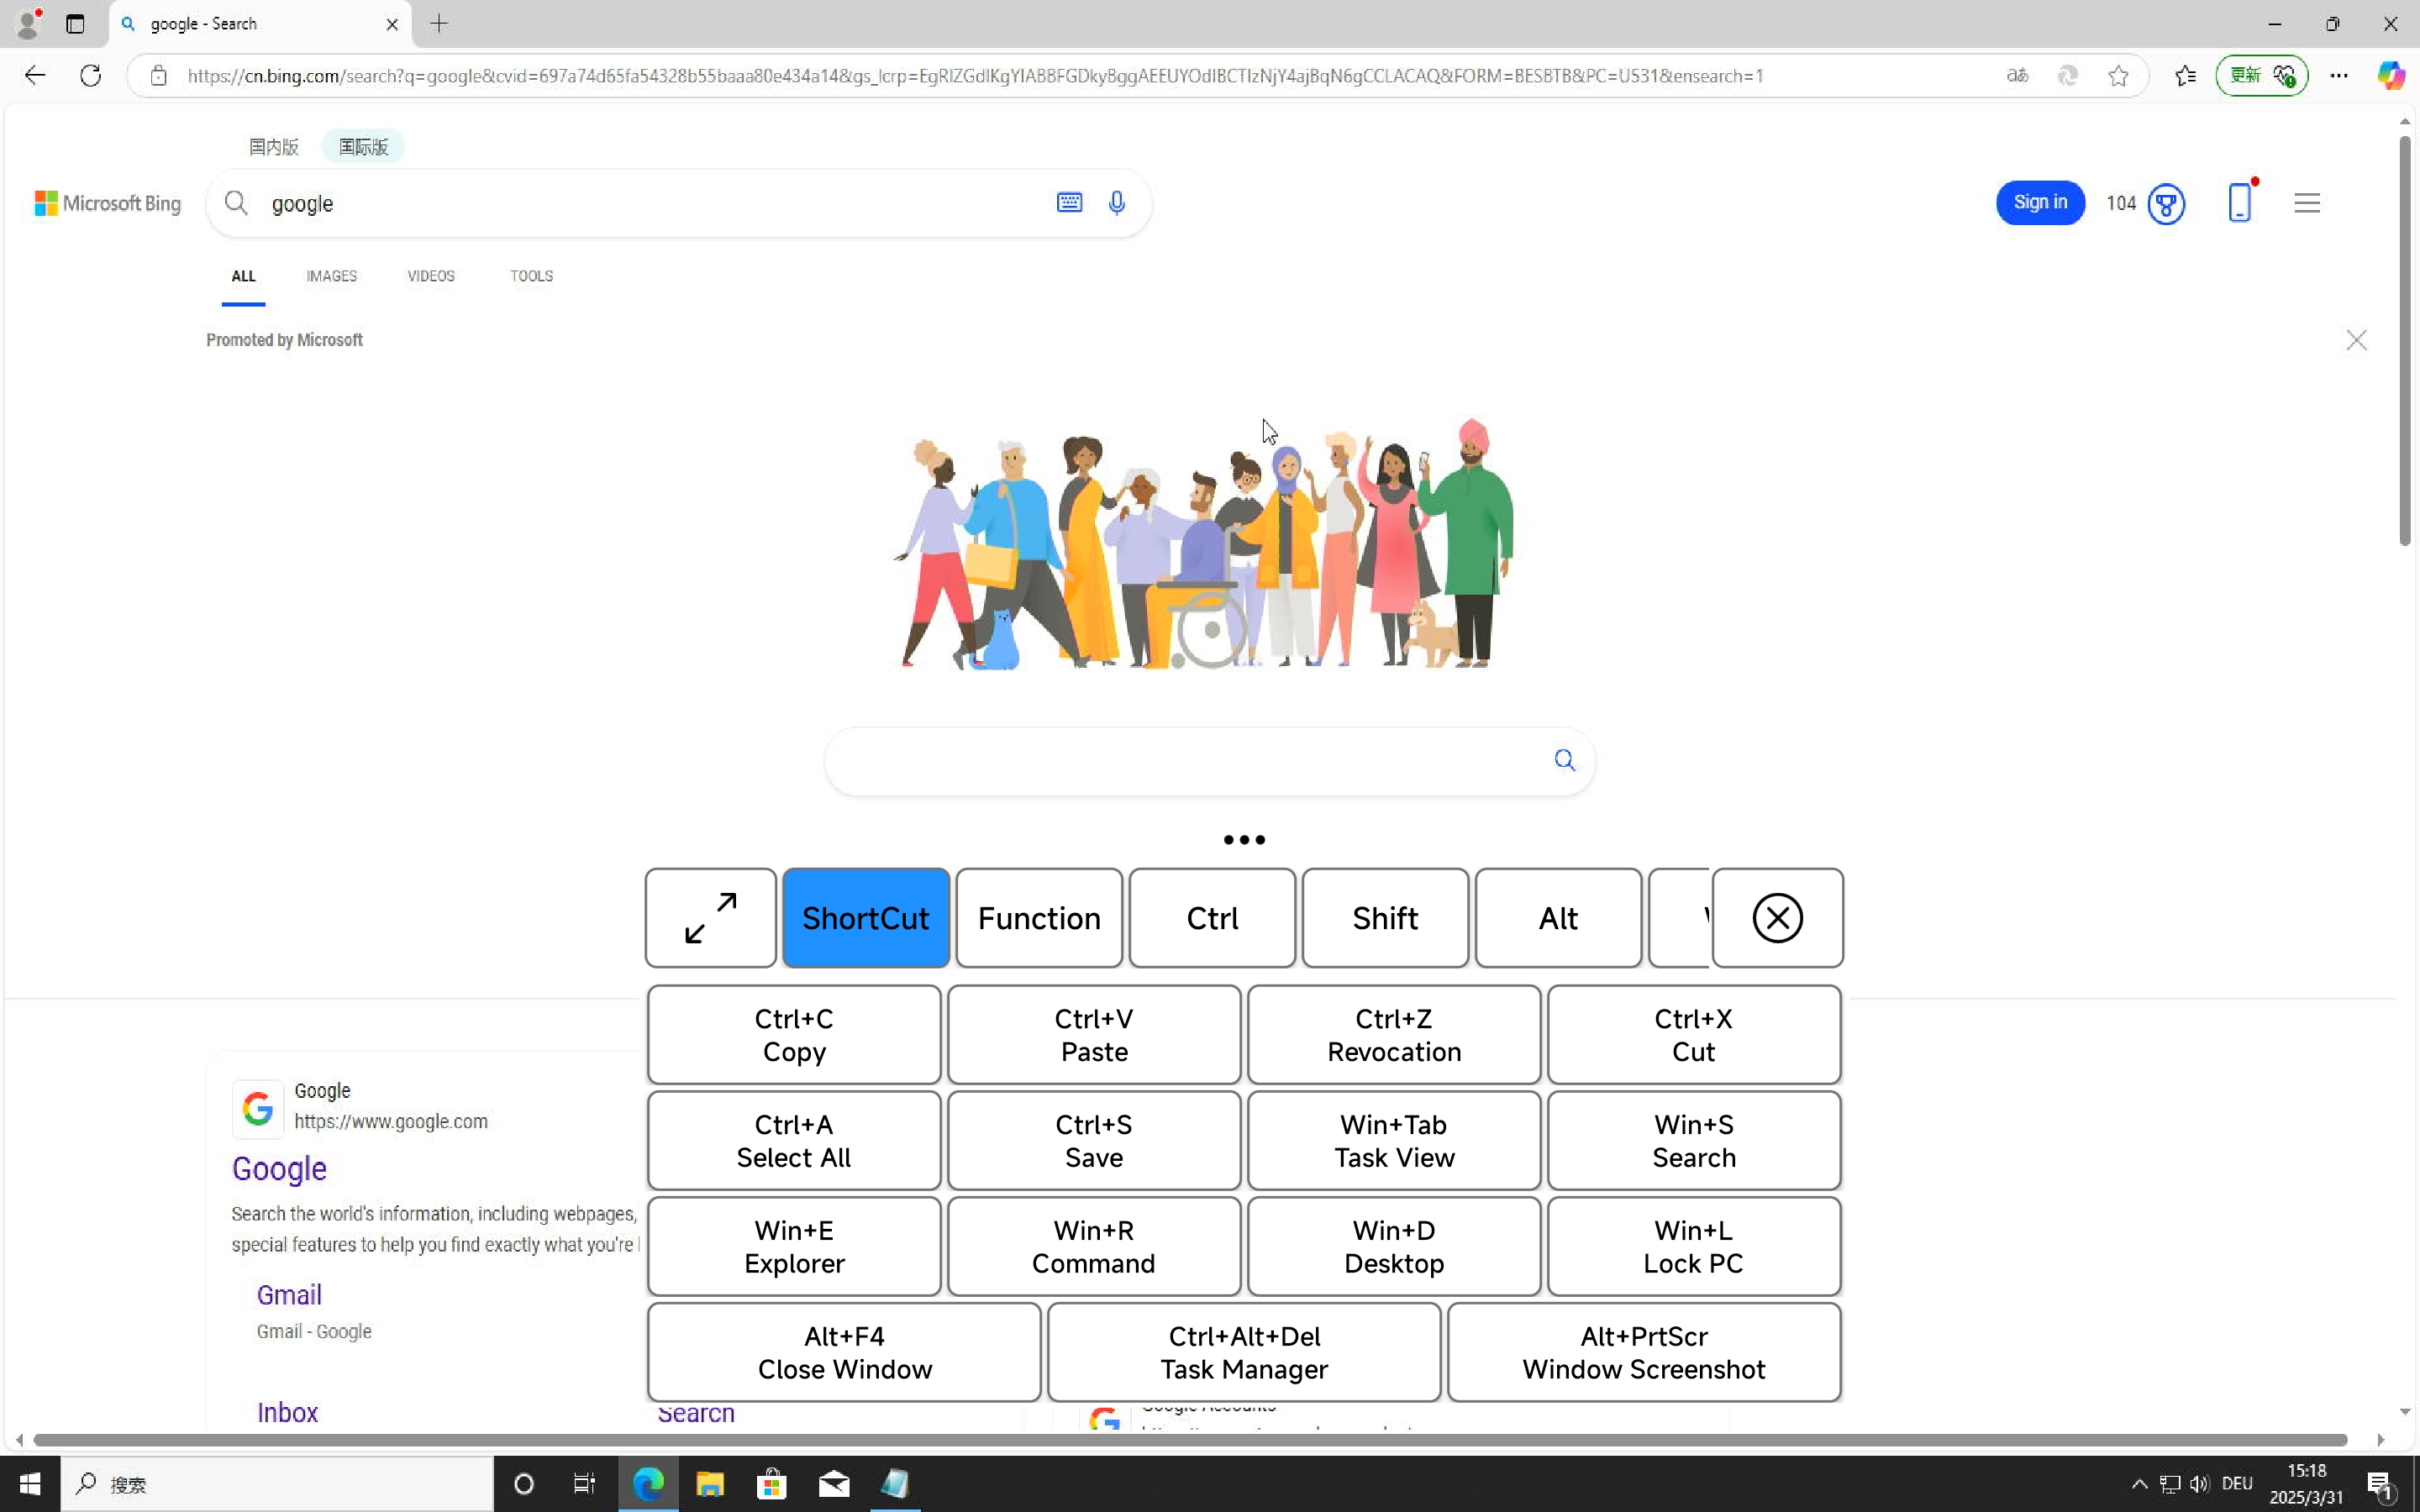 google - Search
https://cn.bing.com/search?q=google&cvid=697a74d65fa54328b55baaa80e434a14&gs_lcrp=EgRlZGdlKgYIABBFGDkyBggAEEUYOdIBCTIzNjY4ajBqN6gCCLACAQ&FORM=BESBTB&PC=U531&ensearch=1
aあ
更新
国内版 国际版
Microsoft Bing
google
Sign in
104
ALL IMAGES VIDEOS TOOLS
Promoted by Microsoft
ShortCut Function Ctrl Shift Alt
Ctrl+C
Copy
Ctrl+V
Paste
Ctrl+Z
Revocation
Ctrl+X
Cut
Ctrl+A
Select All
Ctrl+S
Save
Win+Tab
Task View
Win+S
Search
Win+E
Explorer
Win+R
Command
Win+D
Desktop
Win+L
Lock PC
Alt+F4
Close Window
Ctrl+Alt+Del
Task Manager
Alt+PrtScr
Window Screenshot
Google
https://www.google.com
Google
Search the world's information, including webpages,
special features to help you find exactly what you're
Gmail
Gmail - Google
Inbox
Search
搜索
DEU
15:18
2025/3/31
1